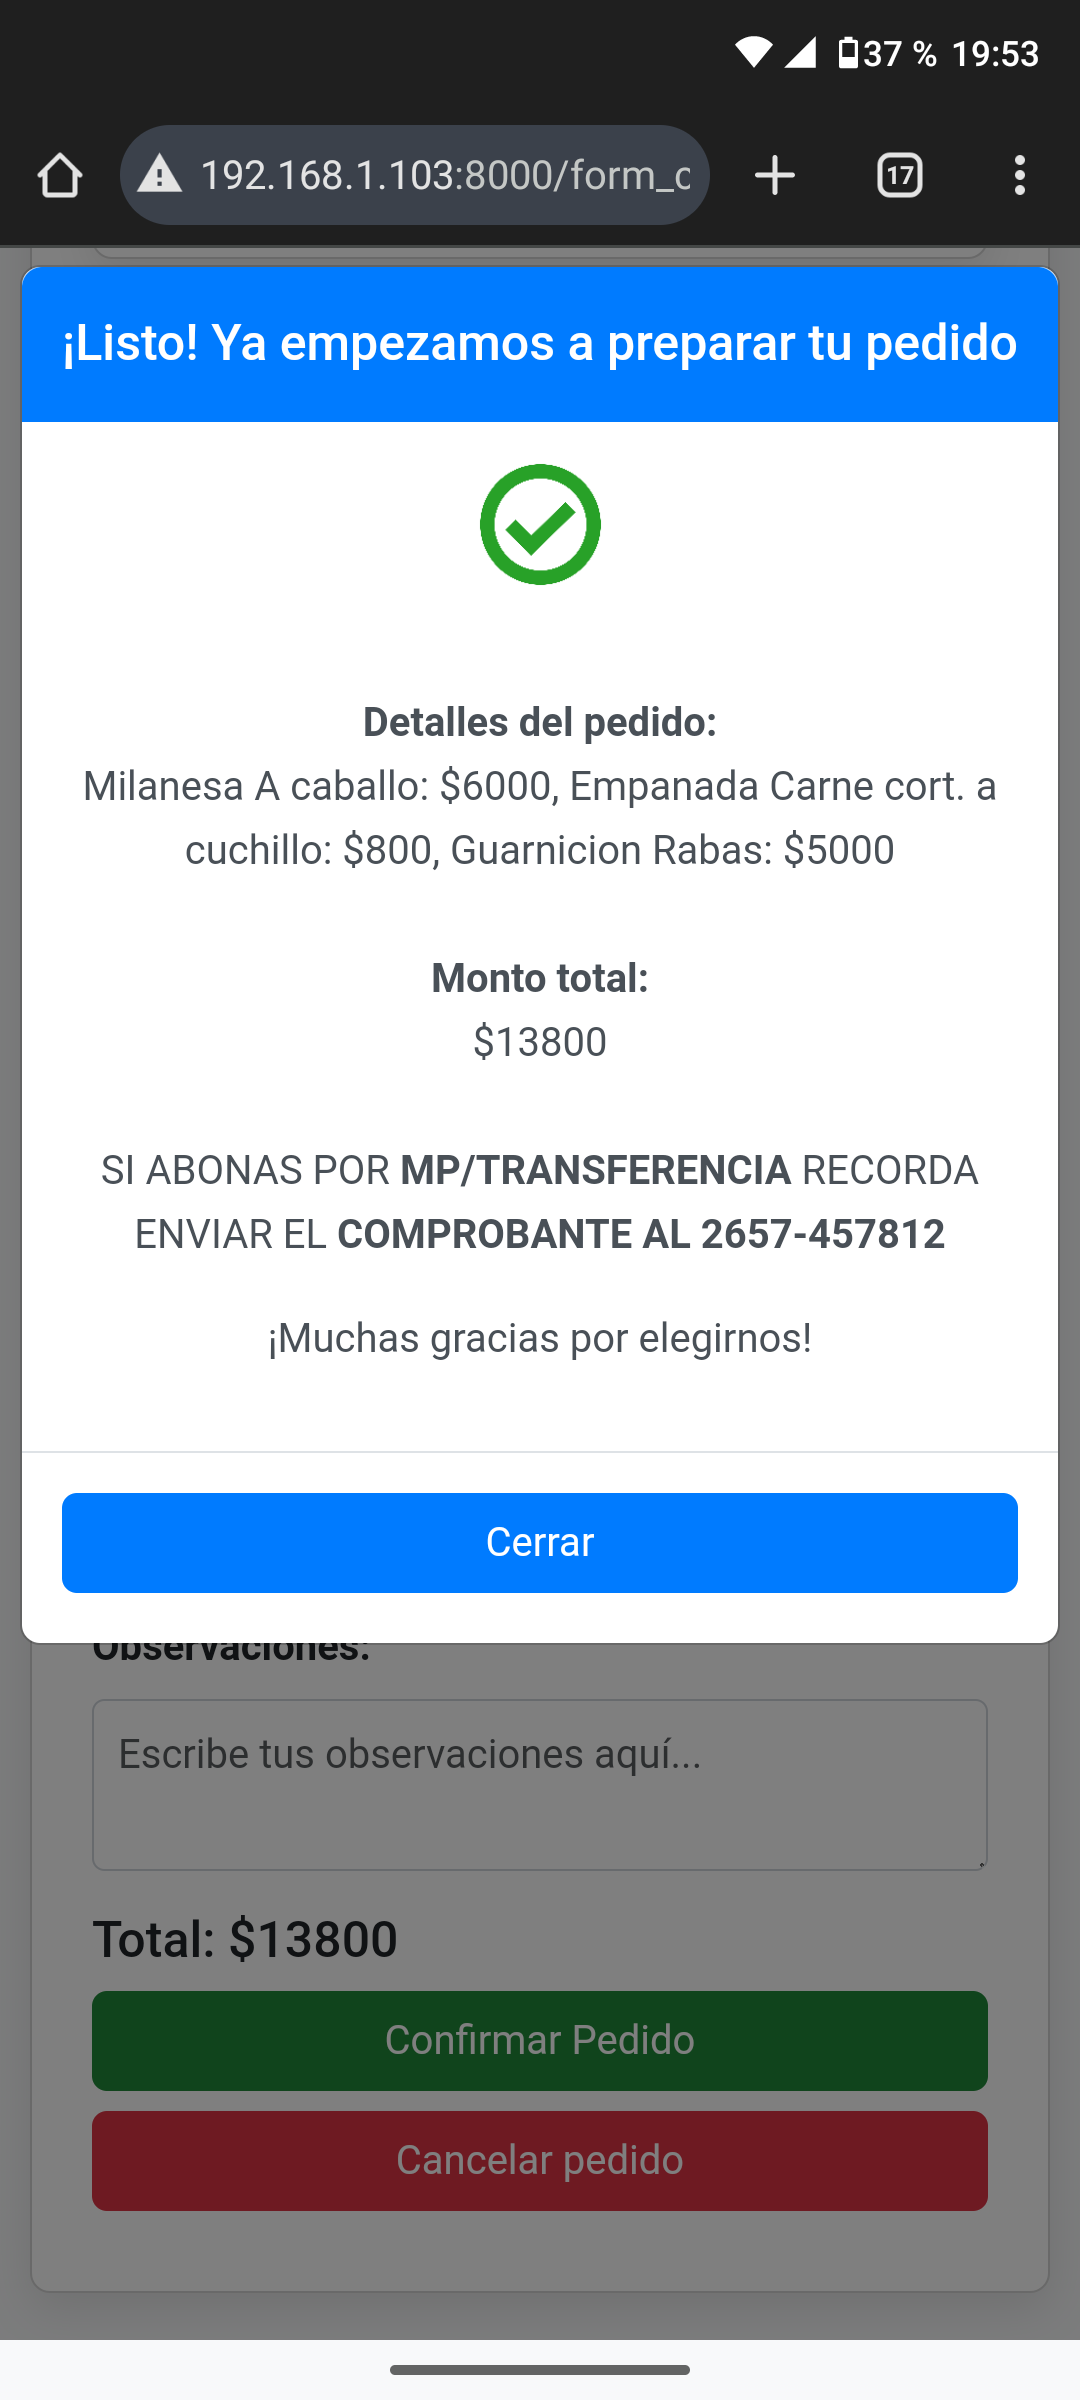 37 % 19:53
192.168.1.103:8000/form_c
17
¡Listo! Ya empezamos a preparar tu pedido
Detalles del pedido:
Milanesa A caballo: $6000, Empanada Carne cort. a
cuchillo: $800, Guarnicion Rabas: $5000
Monto total:
$13800
SI ABONAS POR MP/TRANSFERENCIA RECORDA
ENVIAR EL COMPROBANTE AL 2657-457812
¡Muchas gracias por elegirnos!
Cerrar
Observaciones:
Escribe tus observaciones aquí...
Total: $13800
Confirmar Pedido
Cancelar pedido